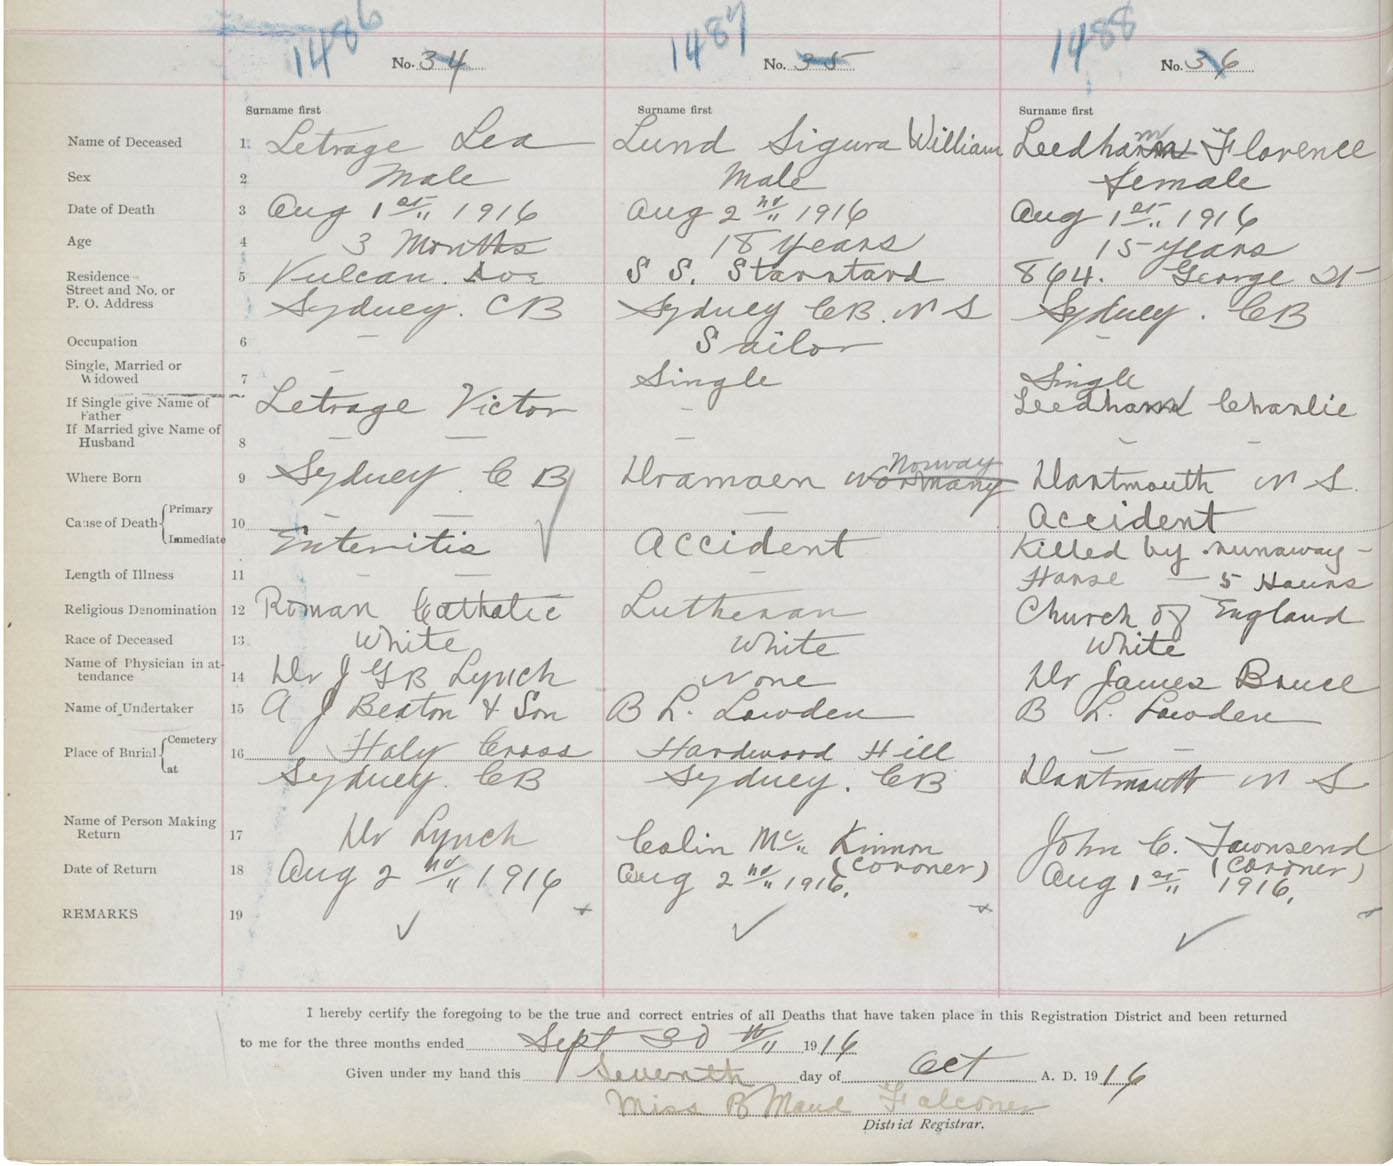 1486 1487 1488
No. 34 No. 35 No. 36
Surname first Surname first Surname first
Name of Deceased 1 Letrage Lea Lund Sigura William Leedham Florence
Sex 2 Male Male female
Date of Death 3 Aug 1st 1916 Aug 2nd 1916 Aug 1st 1916
Age 4 3 Months 18 years 15 years
Residence
Street and No. or 5 Vulcan. Ave S S. Starstard 864. George St
P. O. Address Sydney. CB Sydney CB. N S Sydney. CB
Occupation 6 — Sailor —
Single, Married or
Widowed 7 — Single Single
If Single give Name of
Father Letrage Victor - Leedham Charlie
If Married give Name of
Husband 8 — — — - -
Norway
Where Born 9 Sydney. C B Dramaen Normany Dartmouth N S.
Cause of Death Primary 10 — Accident
Immediate Enteritis Accident Killed by runaway -
Length of Illness 11 — — — Horse — 5 Hours
Religious Denomination 12 Roman Catholic Lutheran Church of England
Race of Deceased 13 White White White
Name of Physician in at-
tendance 14 Dr J G B Lynch None Dr James Bruce
Name of Undertaker 15 A J Beaton & Son B L. Lowden B L. Lowden
Place of Burial Cemetery 16 Holy Cross Hardwood Hill — —
at Sydney. CB Sydney. CB Dartmouth N S
Name of Person Making
Return 17 Dr Lynch Colin Mc Kinnon John C. Townsend
(Coroner) (Coroner)
Date of Return 18 Aug 2nd 1916 Aug 2nd 1916. Aug 1st 1916.
REMARKS 19
I hereby certify the foregoing to be the true and correct entries of all Deaths that have taken place in this Registration District and been returned
to me for the three months ended Sept 30th 1916
Given under my hand this Seventh day of Oct A. D. 1916
Miss B Maud Falconer
District Registrar.